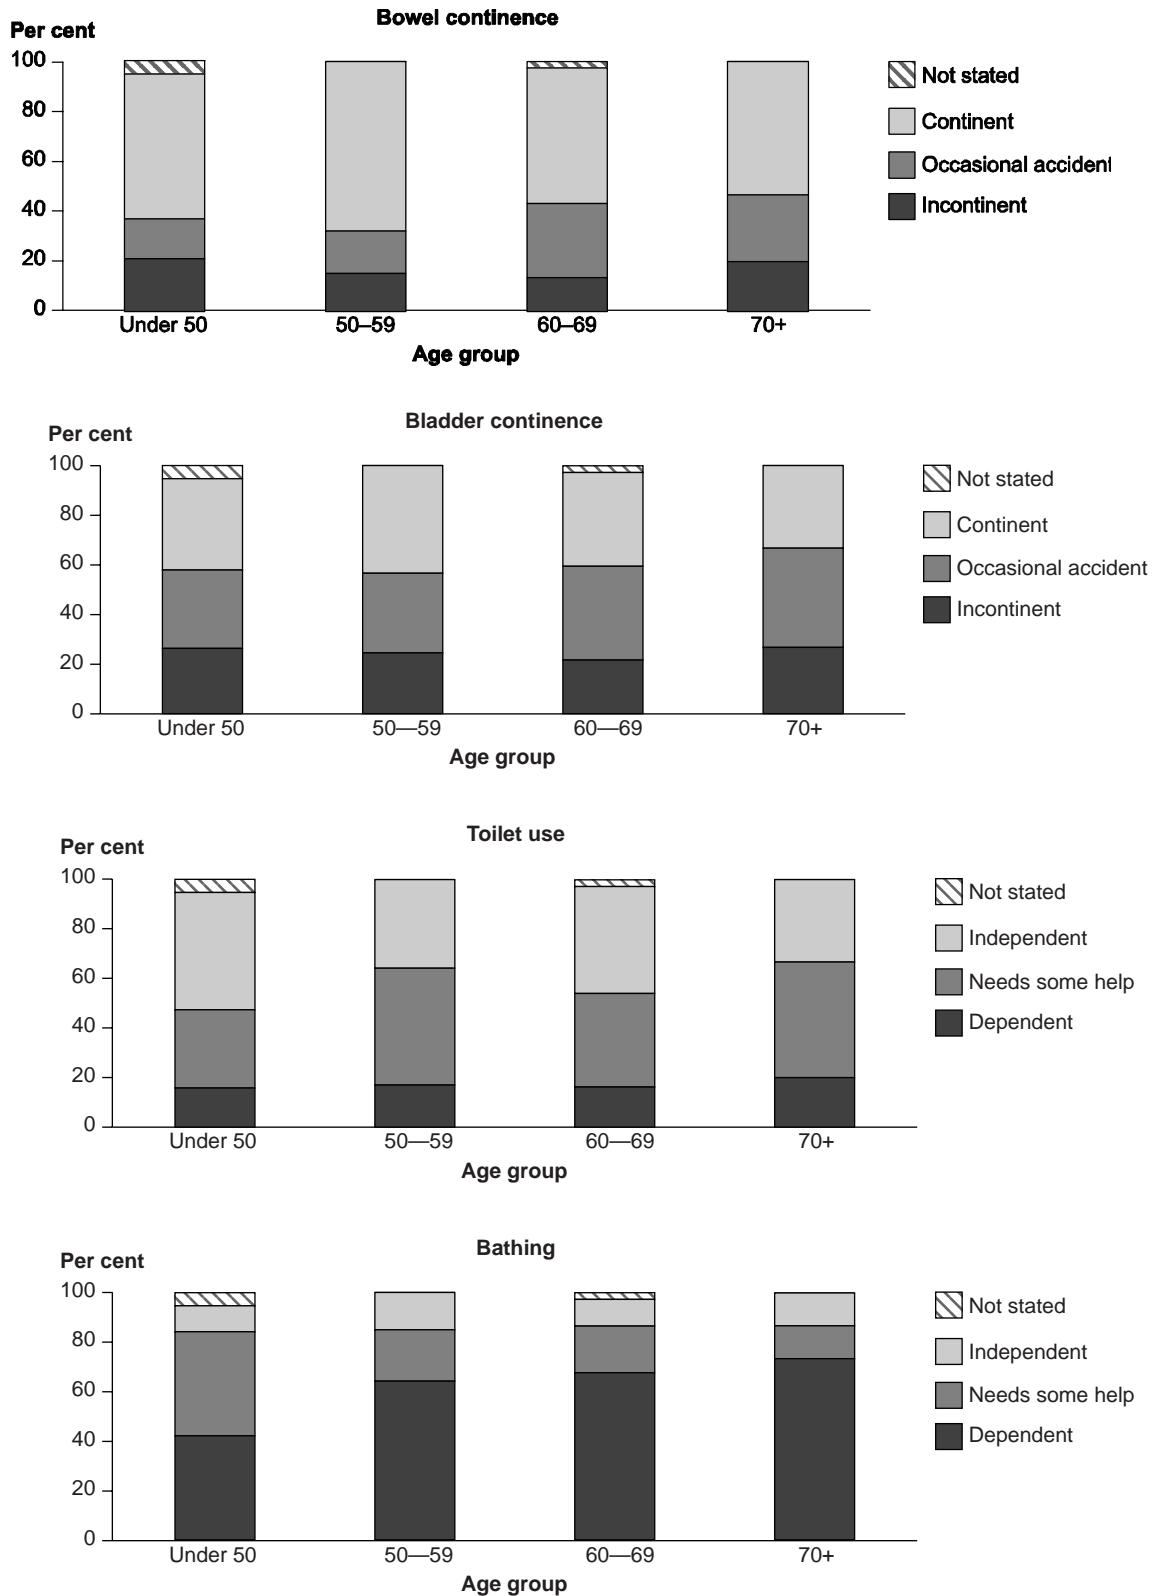 Bowel continence
Per cent
100
80
60
40
20
0
Under 50 50–59 60–69 70+
Age group
Not stated
Continent
Occasional accident
Incontinent
Bladder continence
Per cent
100
80
60
40
20
0
Under 50 50—59 60—69 70+
Age group
Not stated
Continent
Occasional accident
Incontinent
Toilet use
Per cent
100
80
60
40
20
0
Under 50 50—59 60—69 70+
Age group
Not stated
Independent
Needs some help
Dependent
Bathing
Per cent
100
80
60
40
20
0
Under 50 50—59 60—69 70+
Age group
Not stated
Independent
Needs some help
Dependent